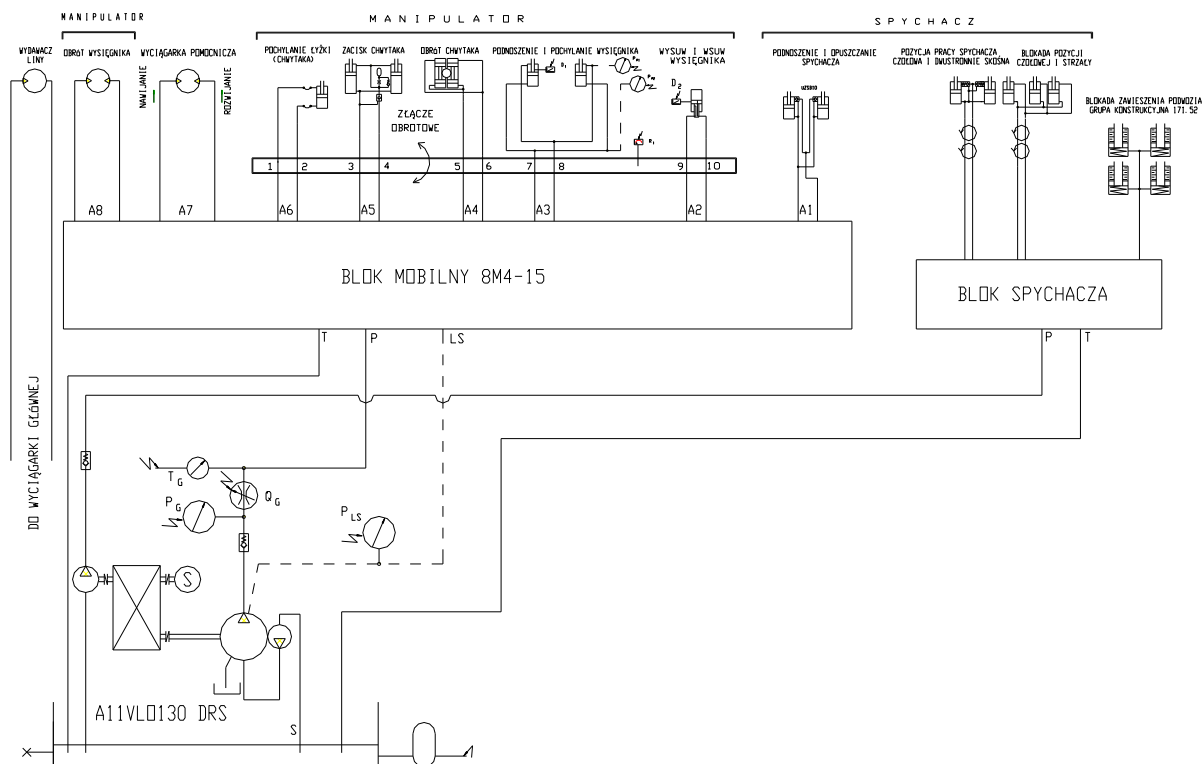 MANIPULATOR
MANIPULATOR
SPYCHACZ
WYDAWACZ
LINY
OBRÓT WYSIĘGNIKA
WYCIĄGARKA POMOCNICZA
POCHYLANIE ŁYŻKI
(CHWYTAKA)
ZACISK CHWYTAKA
OBRÓT CHWYTAKA
PODNOSZENIE I POCHYLANIE WYSIĘGNIKA
WYSUW I WSUW
WYSIĘGNIKA
PODNOSZENIE I OPUSZCZANIE
SPYCHACZA
POZYCJA PRACY SPYCHACZA
CZOŁOWA I DWUSTRONNIE SKOŚNA
BLOKADA POZYCJI
CZOŁOWEJ I STRZAŁY
BLOKADA ZAWIESZENIA PODWOZIA
GRUPA KONSTRUKCYJNA 171.52
NAWIJANIE
ROZWIJANIE
D2
ZŁĄCZE
OBROTOWE
1 2 3 4 5 6 7 8 9 10
A8 A7 A6 A5 A4 A3 A2 A1
BLOK MOBILNY 8M4-15
BLOK SPYCHACZA
T P LS
P T
DO WYCIĄGARKI GŁÓWNEJ
TG
QG
PG
PLS
S
A11VLO130 DRS
S